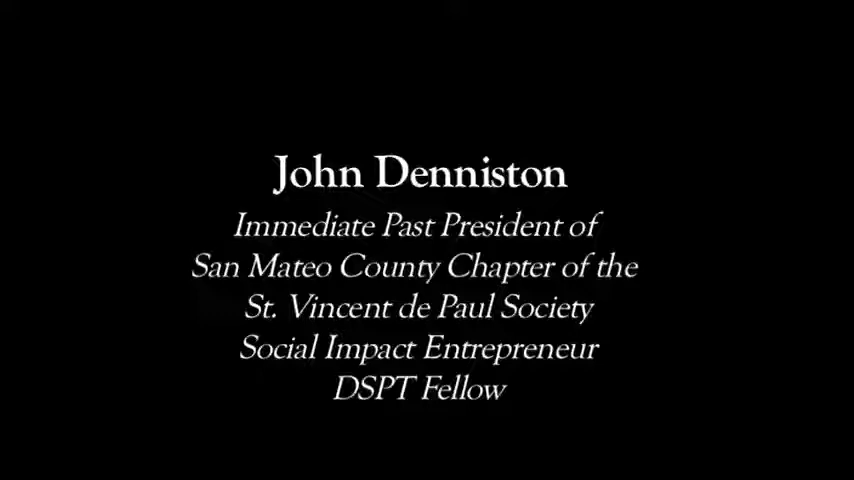 John Denniston
Immediate Past President of
San Mateo County Chapter of the
St. Vincent de Paul Society
Social Impact Entrepreneur
DSPT Fellow